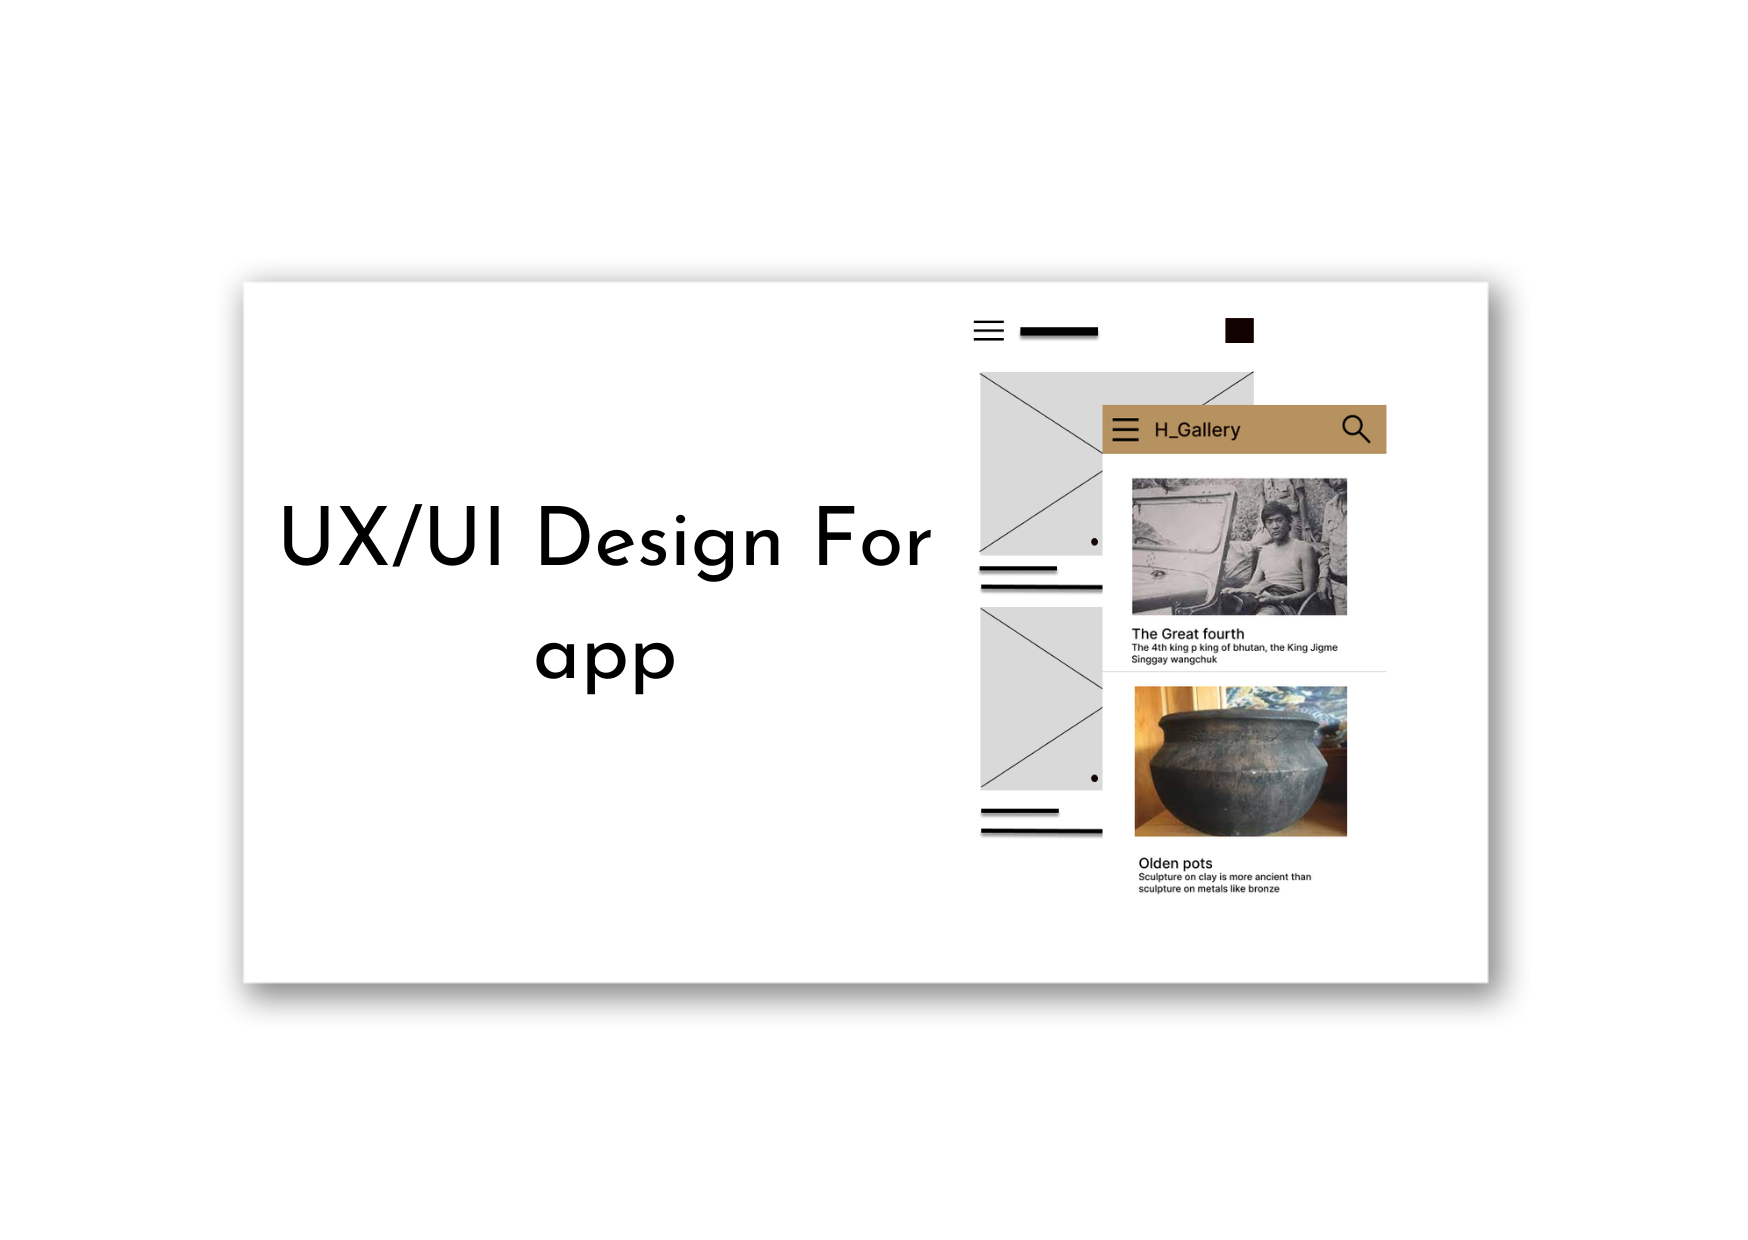 UX/UI Design For
app
H_Gallery
The Great fourth
The 4th king p king of bhutan, the King Jigme
Singgay wangchuk
Olden pots
Sculpture on clay is more ancient than
sculpture on metals like bronze